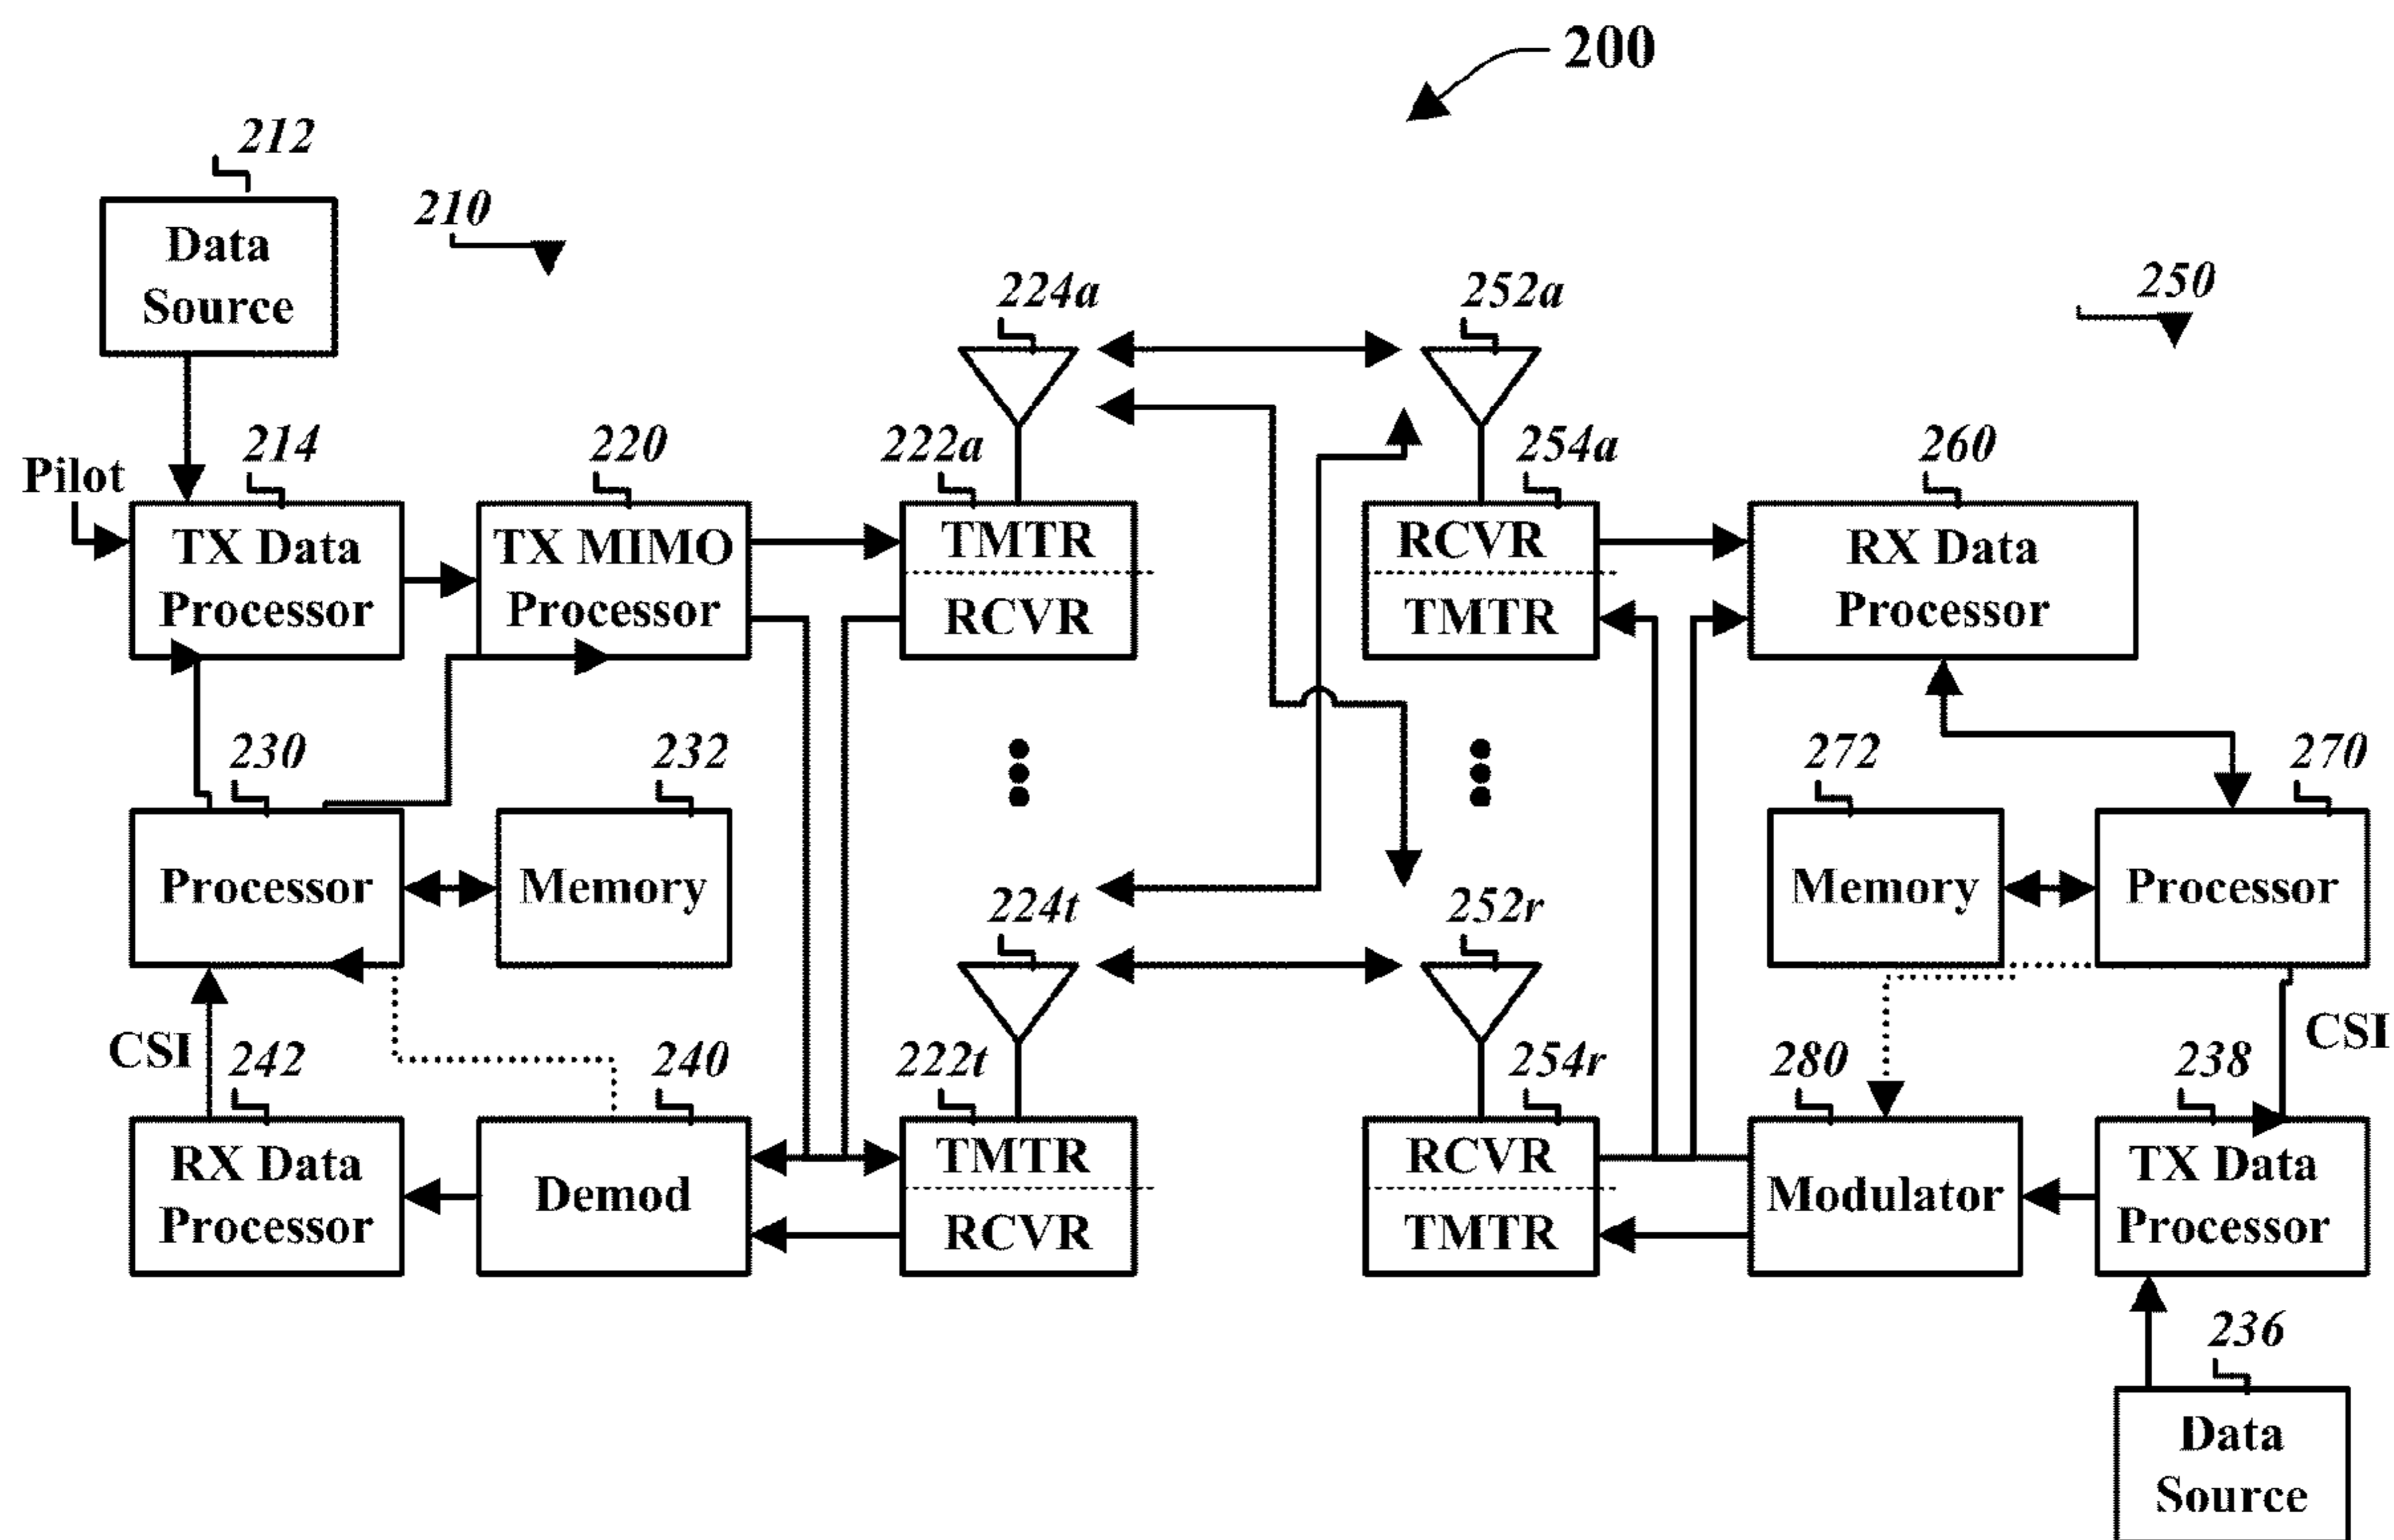 200
212
Data
Source
210
250
224a
252a
Pilot
214
220
222a
254a
260
TX Data
Processor
TX MIMO
Processor
TMTR
RCVR
RCVR
TMTR
RX Data
Processor
230
232
272
270
Processor
Memory
Memory
Processor
224t
252r
CSI
CSI
242
240
222t
254r
280
238
RX Data
Processor
Demod
TMTR
RCVR
RCVR
TMTR
Modulator
TX Data
Processor
236
Data
Source